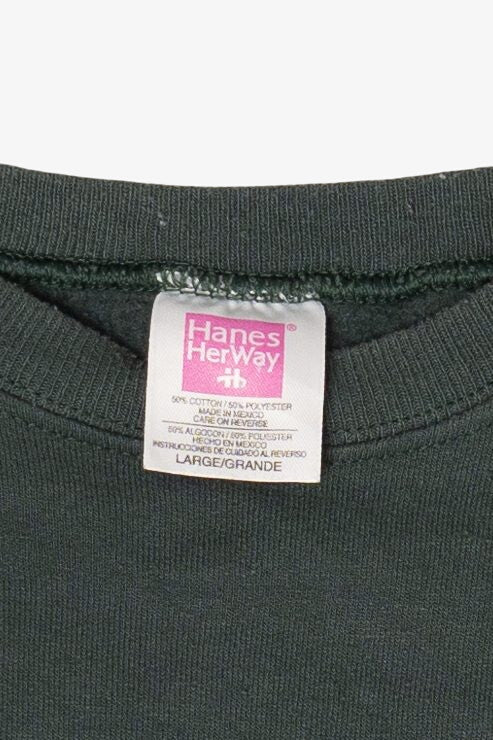 Hanes®
HerWay
50% COTTON / 50% POLYESTER
MADE IN MEXICO
CARE ON REVERSE
50% ALGODON / 50% POLIESTER
HECHO EN MEXICO
INSTRUCCIONES DE CUIDADO AL REVERSO
LARGE/GRANDE